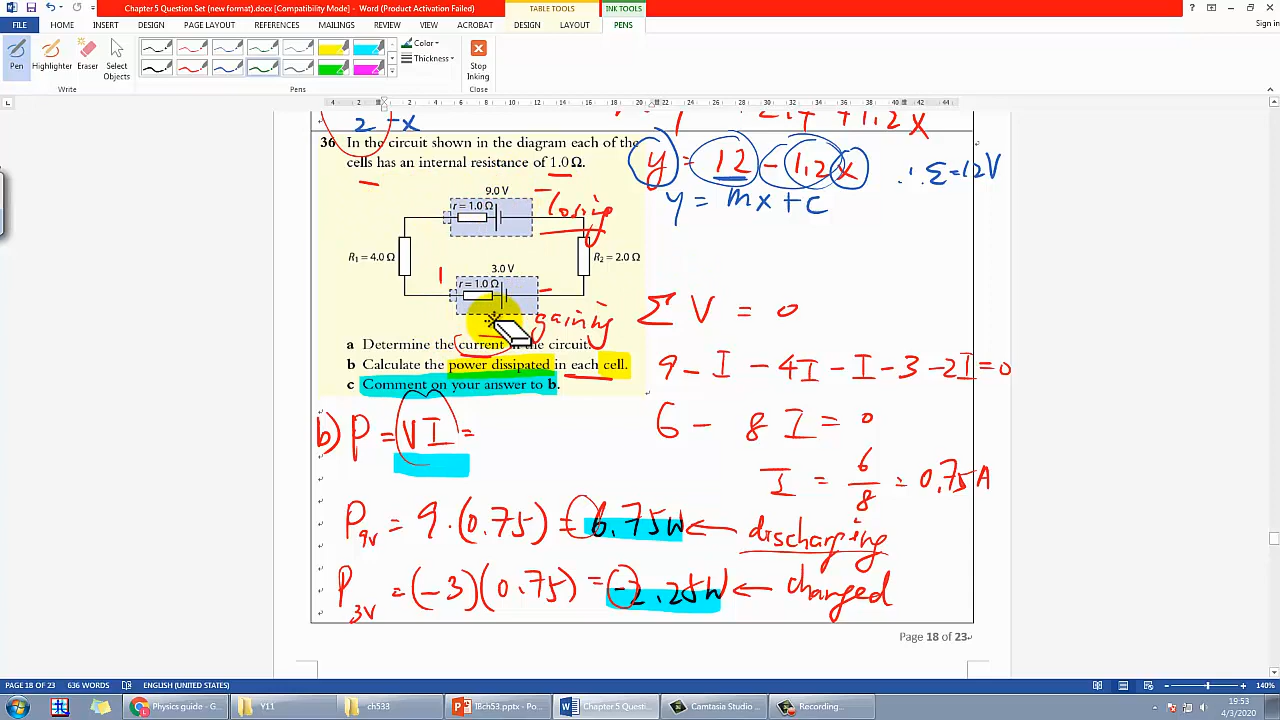 Chapter 5 Question Set (new format).docx [Compatibility Mode] - Word (Product Activation Failed)
TABLE TOOLS
INK TOOLS
FILE HOME INSERT DESIGN PAGE LAYOUT REFERENCES MAILINGS REVIEW VIEW DESIGN LAYOUT PENS
Pen
Highlighter
Eraser
Select Objects
Color
Thickness
Stop Inking
Write
Pens
Close
2 -x
y = 12 - 1.2x
∴ ε=12V
y = mx + c
36 In the circuit shown in the diagram each of the
cells has an internal resistance of 1.0 Ω.
9.0 V
r = 1.0 Ω
losing
R₁ = 4.0 Ω
R₂ = 2.0 Ω
3.0 V
r = 1.0 Ω
gaining
a Determine the current in the circuit.
b Calculate the power dissipated in each cell.
c Comment on your answer to b.
Σ V = 0
9 - I - 4I - I - 3 - 2I = 0
6 - 8I = 0
I = 6/8 = 0.75A
b) P = VI =
P9V = 9·(0.75) = 6.75W ← discharging
P3V = (-3)(0.75) = -2.25W ← charged
Page 18 of 23
PAGE 18 OF 23 636 WORDS ENGLISH (UNITED STATES) 140%
Physics guide - G...
Y11
ch533
IBch53.pptx - Po...
Chapter 5 Questi...
Camtasia Studio ...
Recording...
19:53
4/3/2020